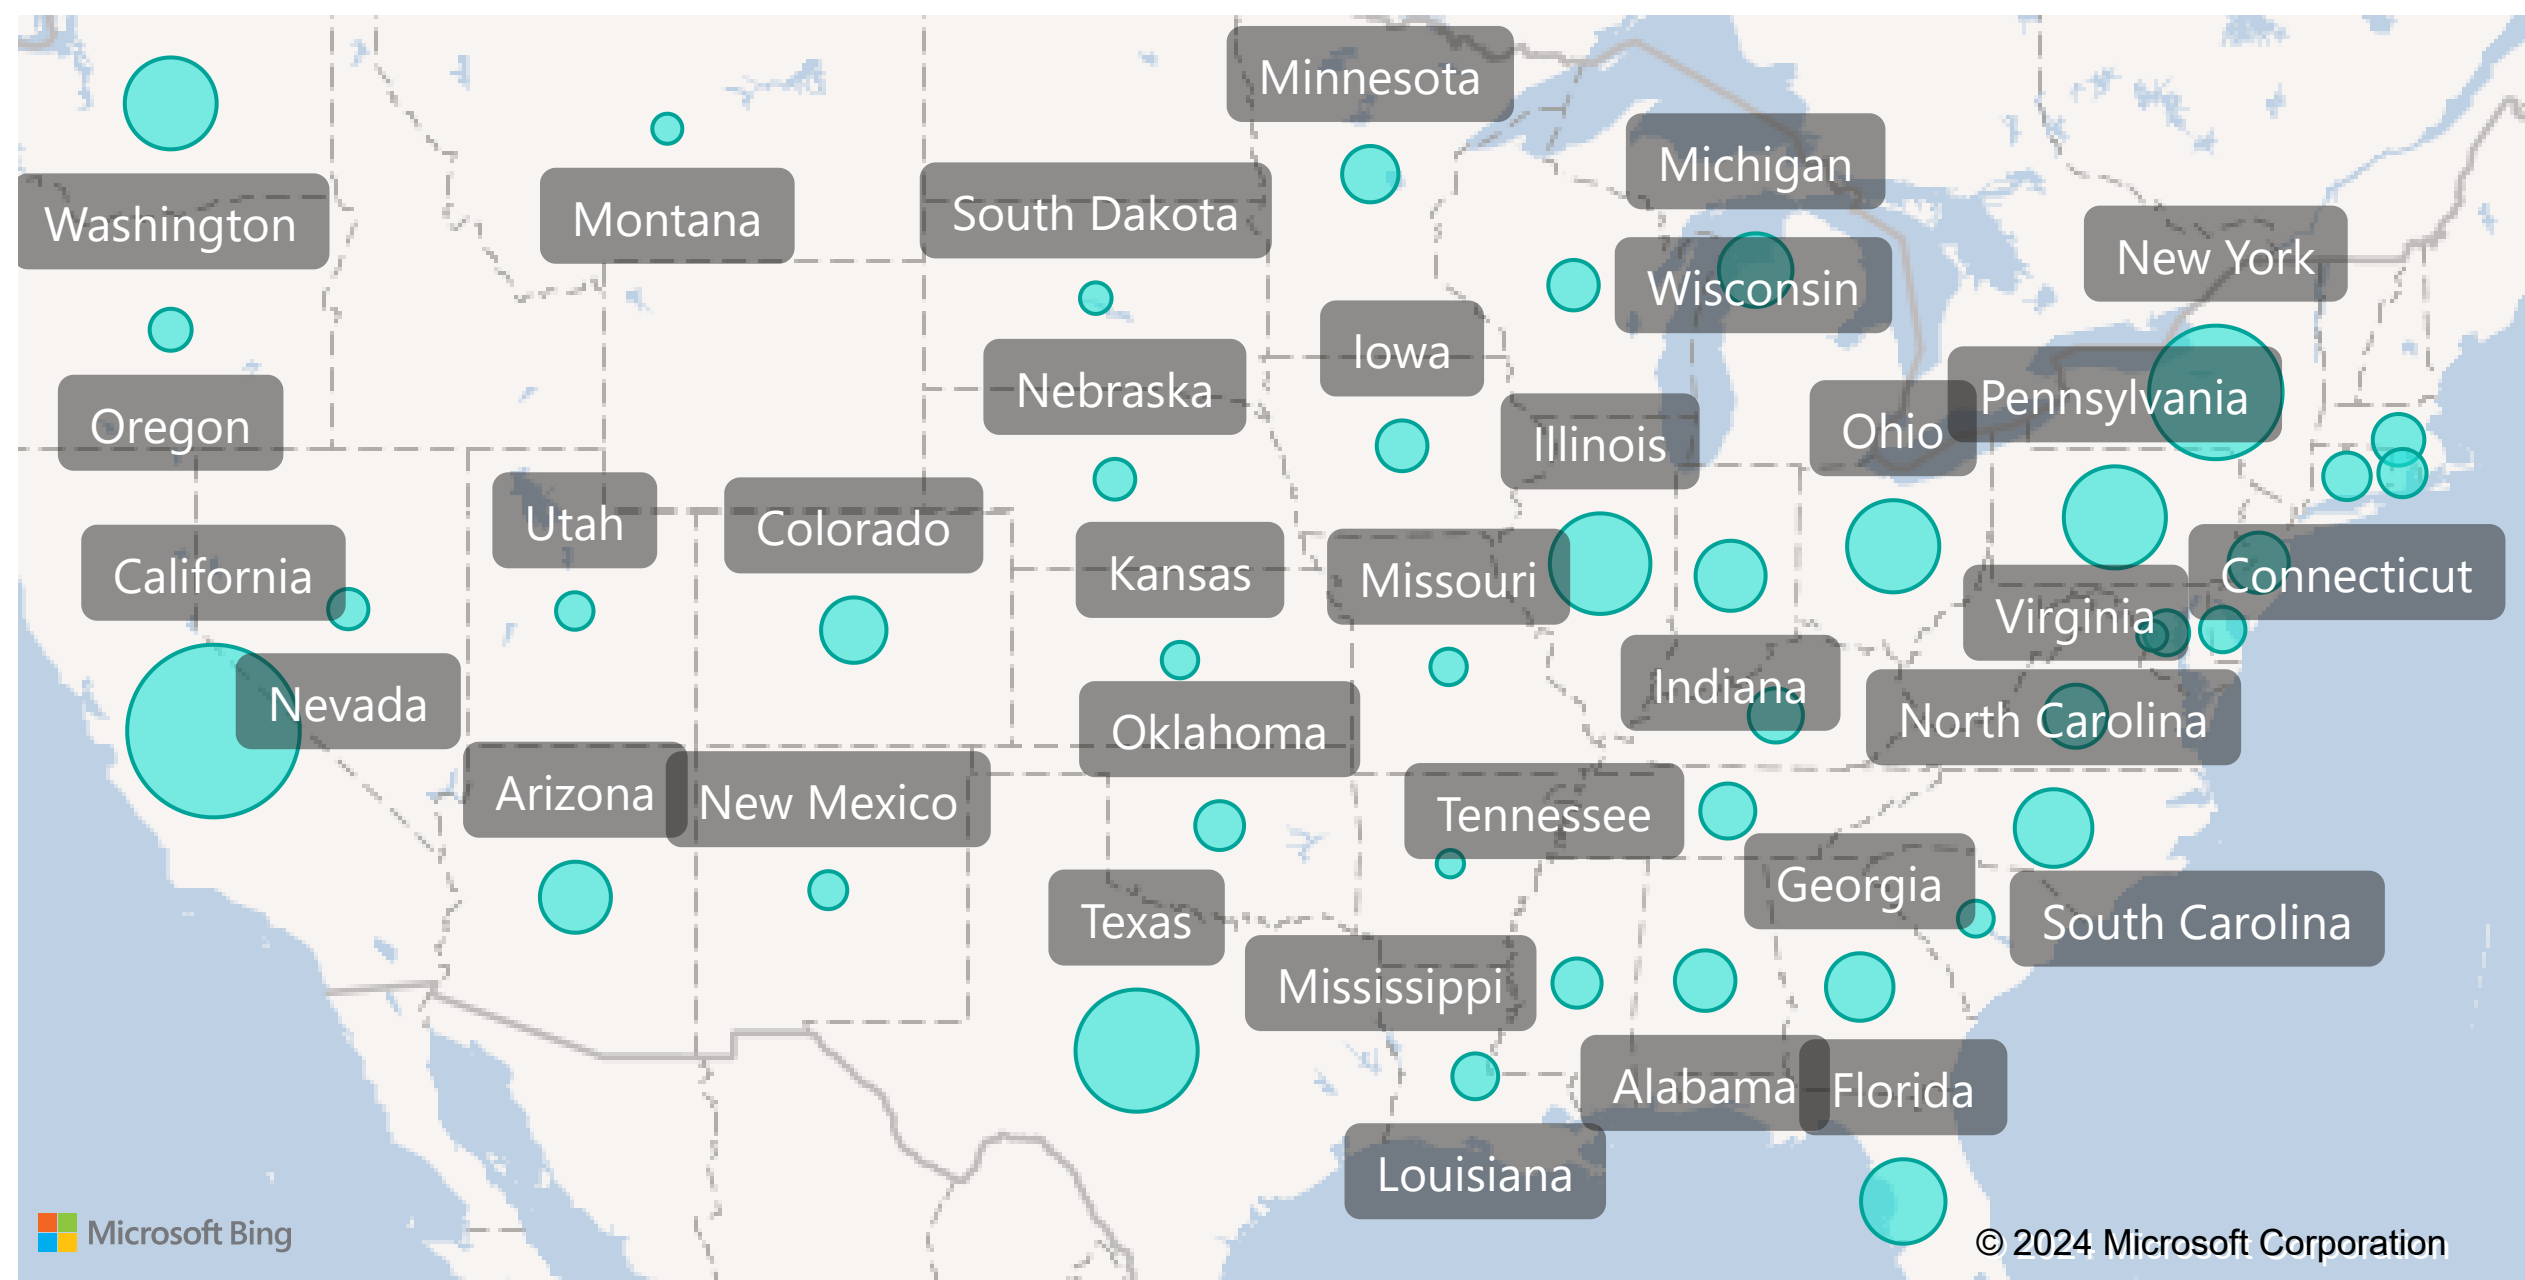 Minnesota
Michigan
Washington
Montana
South Dakota
New York
Wisconsin
Iowa
Nebraska
Pennsylvania
Oregon
Ohio
Illinois
Utah
Colorado
California
Kansas
Missouri
Connecticut
Virginia
Nevada
Indiana
North Carolina
Oklahoma
Arizona
New Mexico
Tennessee
Georgia
Texas
South Carolina
Mississippi
Alabama
Florida
Louisiana
Microsoft Bing
© 2024 Microsoft Corporation